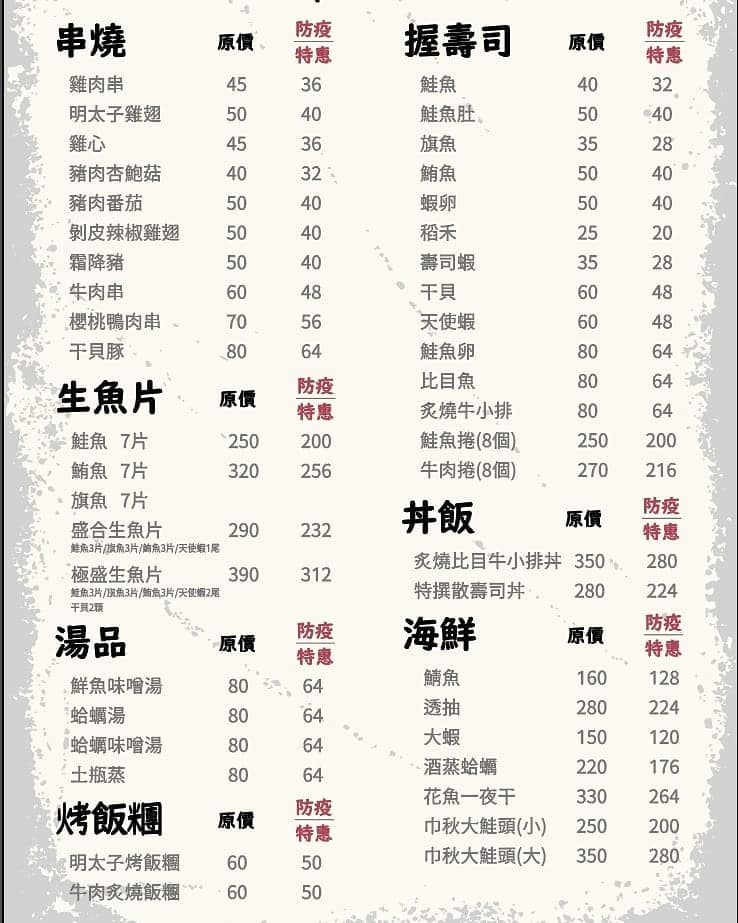 串燒 原價 防疫特惠
雞肉串 45 36
明太子雞翅 50 40
雞心 45 36
豬肉杏鮑菇 40 32
豬肉番茄 50 40
剝皮辣椒雞翅 50 40
霜降豬 50 40
牛肉串 60 48
櫻桃鴨肉串 70 56
干貝豚 80 64
生魚片 原價 防疫特惠
鮭魚 7片 250 200
鮪魚 7片 320 256
旗魚 7片
盛合生魚片 290 232
鮭魚3片/旗魚3片/鮪魚3片/天使蝦1尾
極盛生魚片 390 312
鮭魚3片/旗魚3片/鮪魚3片/天使蝦2尾
干貝2顆
湯品 原價 防疫特惠
鮮魚味噌湯 80 64
蛤蠣湯 80 64
蛤蠣味噌湯 80 64
土瓶蒸 80 64
烤飯糰 原價 防疫特惠
明太子烤飯糰 60 50
牛肉炙燒飯糰 60 50
握壽司 原價 防疫特惠
鮭魚 40 32
鮭魚肚 50 40
旗魚 35 28
鮪魚 50 40
蝦卵 50 40
稻禾 25 20
壽司蝦 35 28
干貝 60 48
天使蝦 60 48
鮭魚卵 80 64
比目魚 80 64
炙燒牛小排 80 64
鮭魚捲(8個) 250 200
牛肉捲(8個) 270 216
丼飯 原價 防疫特惠
炙燒比目牛小排丼 350 280
特撰散壽司丼 280 224
海鮮 原價 防疫特惠
鯖魚 160 128
透抽 280 224
大蝦 150 120
酒蒸蛤蠣 220 176
花魚一夜干 330 264
巾秋大鮭頭(小) 250 200
巾秋大鮭頭(大) 350 280